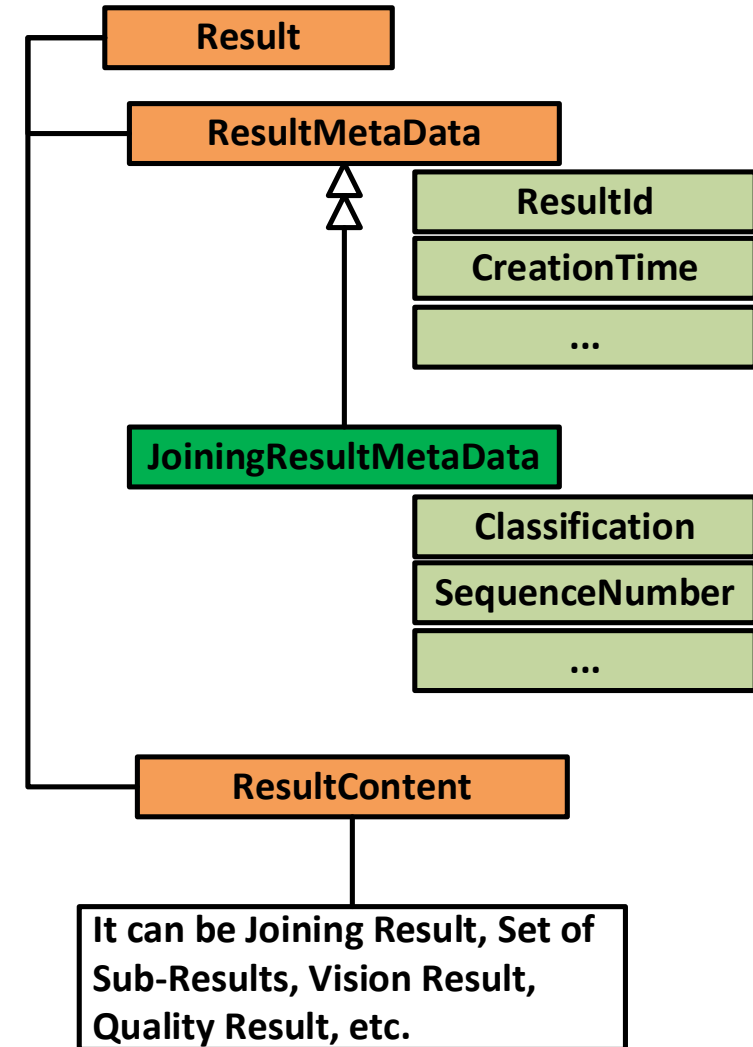 Result
ResultMetaData
ResultId
CreationTime
...
JoiningResultMetaData
Classification
SequenceNumber
...
ResultContent
It can be Joining Result, Set of
Sub-Results, Vision Result,
Quality Result, etc.